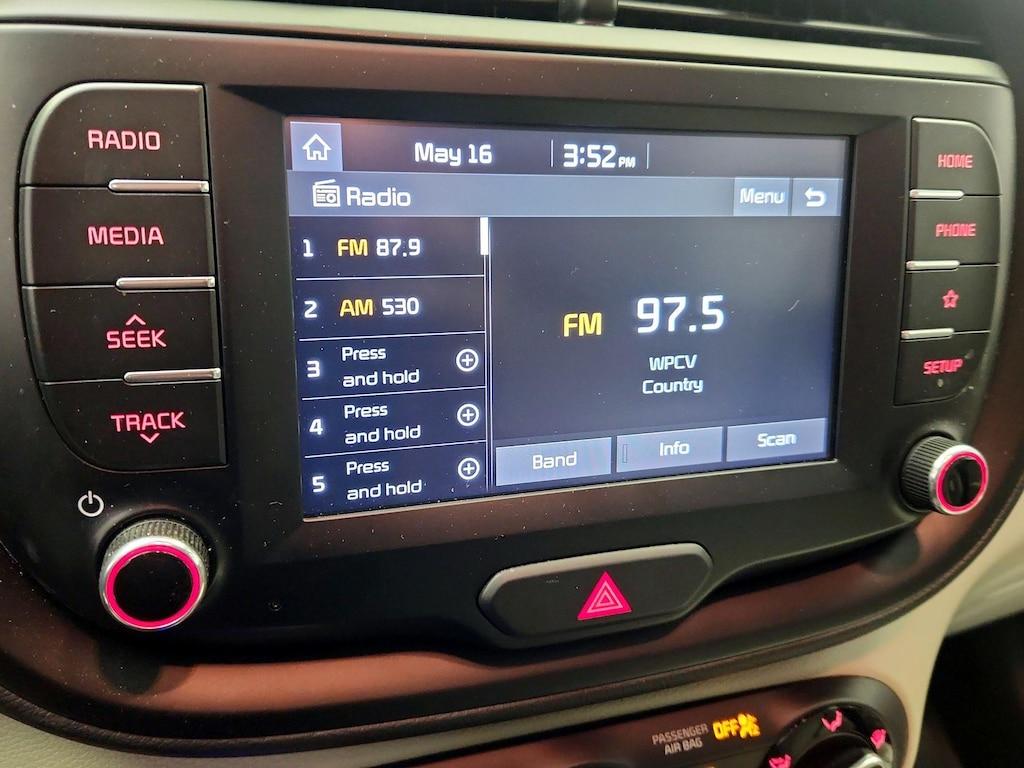 RADIO
MEDIA
SEEK
TRACK
May 16
3:52 PM
Radio
Menu
1 FM 87.9
2 AM 530
3 Press
and hold
4 Press
and hold
5 Press
and hold
FM 97.5
WPCV
Country
Band
Info
Scan
HOME
PHONE
SETUP
PASSENGER
AIR BAG
OFF
2